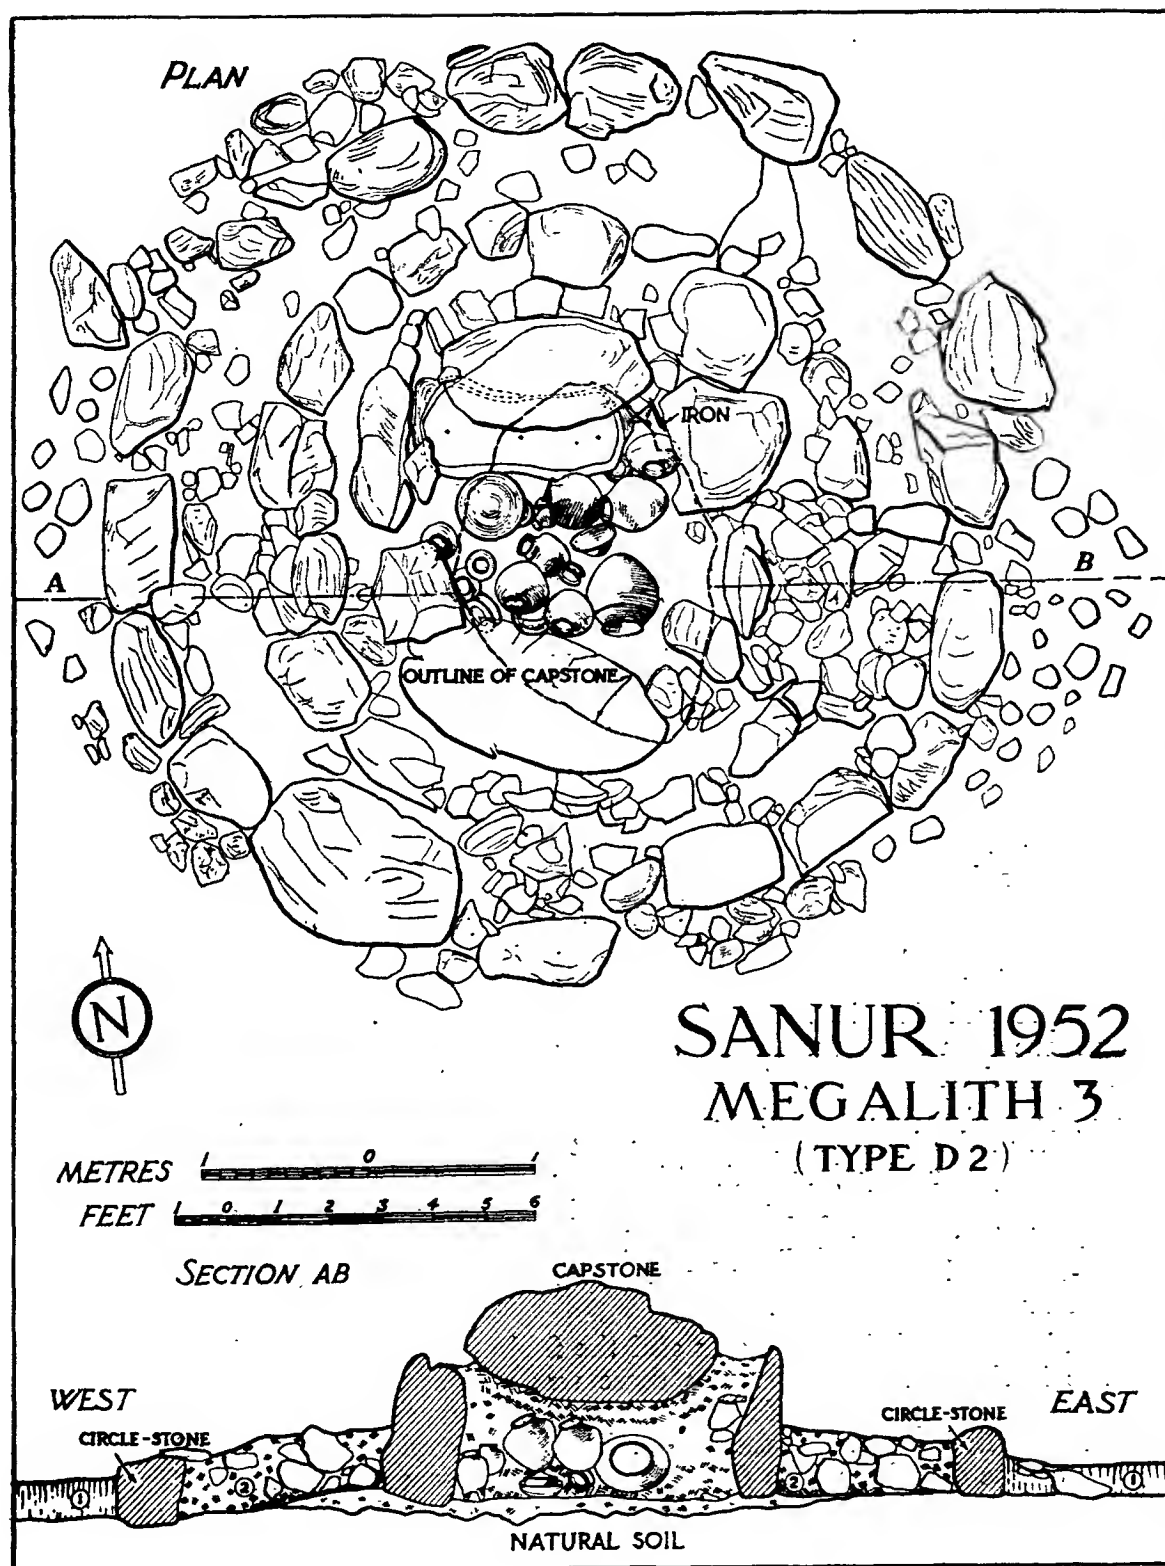 PLAN
IRON
A
B
OUTLINE OF CAPSTONE
N
SANUR 1952
MEGALITH 3
(TYPE D2)
METRES 1 0 1
FEET 1 0 1 2 3 4 5 6
SECTION AB
CAPSTONE
WEST
EAST
CIRCLE-STONE
CIRCLE-STONE
1 2 2 1
NATURAL SOIL